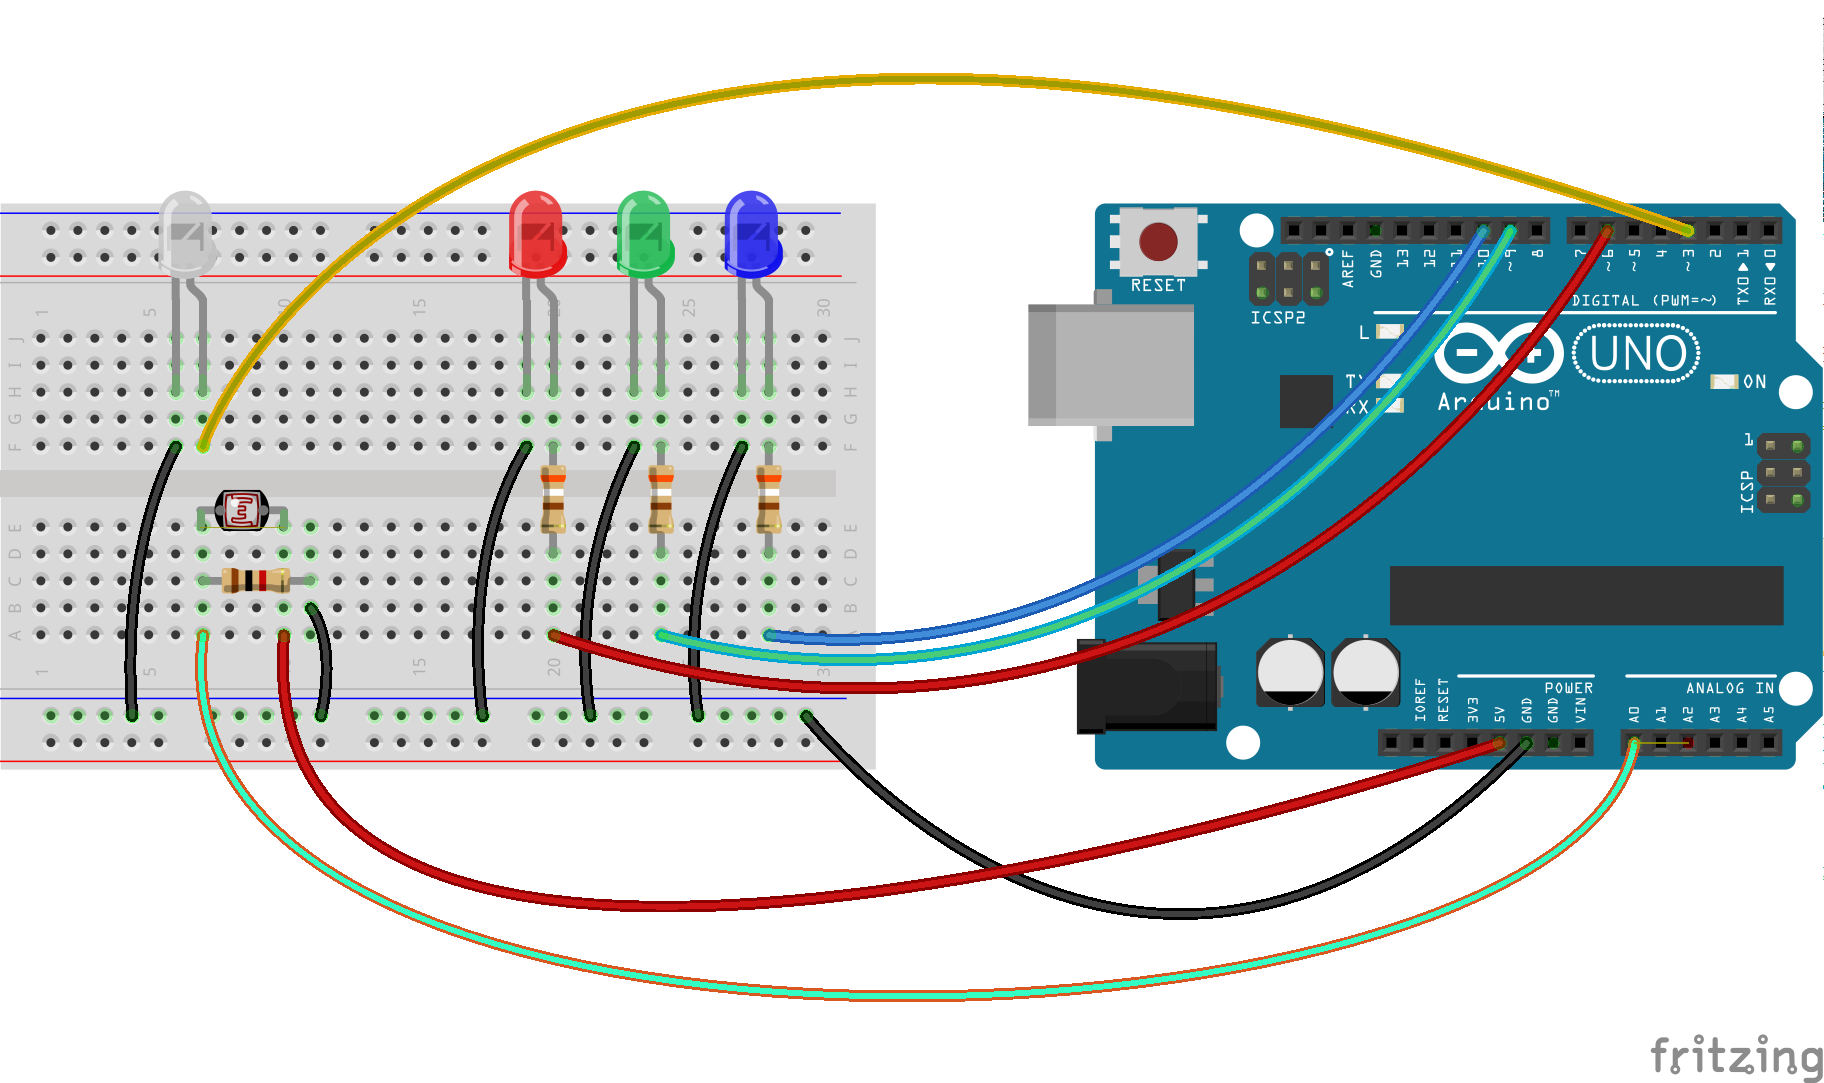 1 5 10 15 20 25 30
J J
I I
H H
G G
F F
E E
D D
C C
B B
A
1 5 15 20
RESET
ICSP2
AREF
GND
13
12
~11
10
~9
8
7
~6
~5
4
~3
2
TXO▶1
RXO◀0
DIGITAL (PWM=~)
L
TX
RX
UNO
Arduino™
ON
1
ICSP
IOREF
RESET
3V3
5V
GND
GND
VIN
POWER
A0
A1
A2
A3
A4
A5
ANALOG IN
fritzing